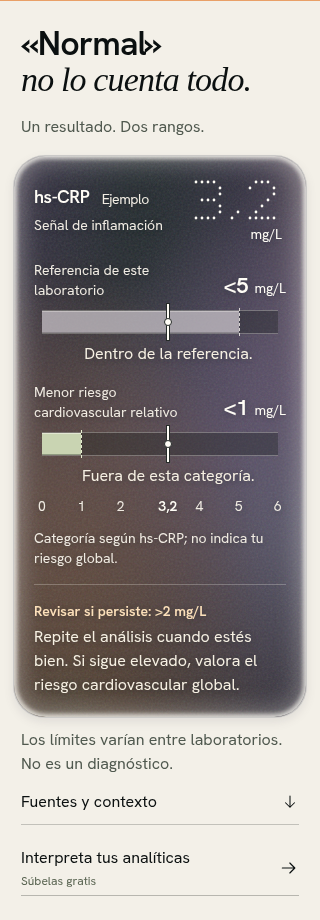 «Normal»
no lo cuenta todo.
Un resultado. Dos rangos.
hs-CRP Ejemplo
3,2
Señal de inflamación
mg/L
Referencia de este
laboratorio
<5 mg/L
Dentro de la referencia.
Menor riesgo
cardiovascular relativo
<1 mg/L
Fuera de esta categoría.
0 1 2 3,2 4 5 6
Categoría según hs-CRP; no indica tu
riesgo global.
Revisar si persiste: >2 mg/L
Repite el análisis cuando estés
bien. Si sigue elevado, valora el
riesgo cardiovascular global.
Los límites varían entre laboratorios.
No es un diagnóstico.
Fuentes y contexto ↓
Interpreta tus analíticas →
Súbelas gratis